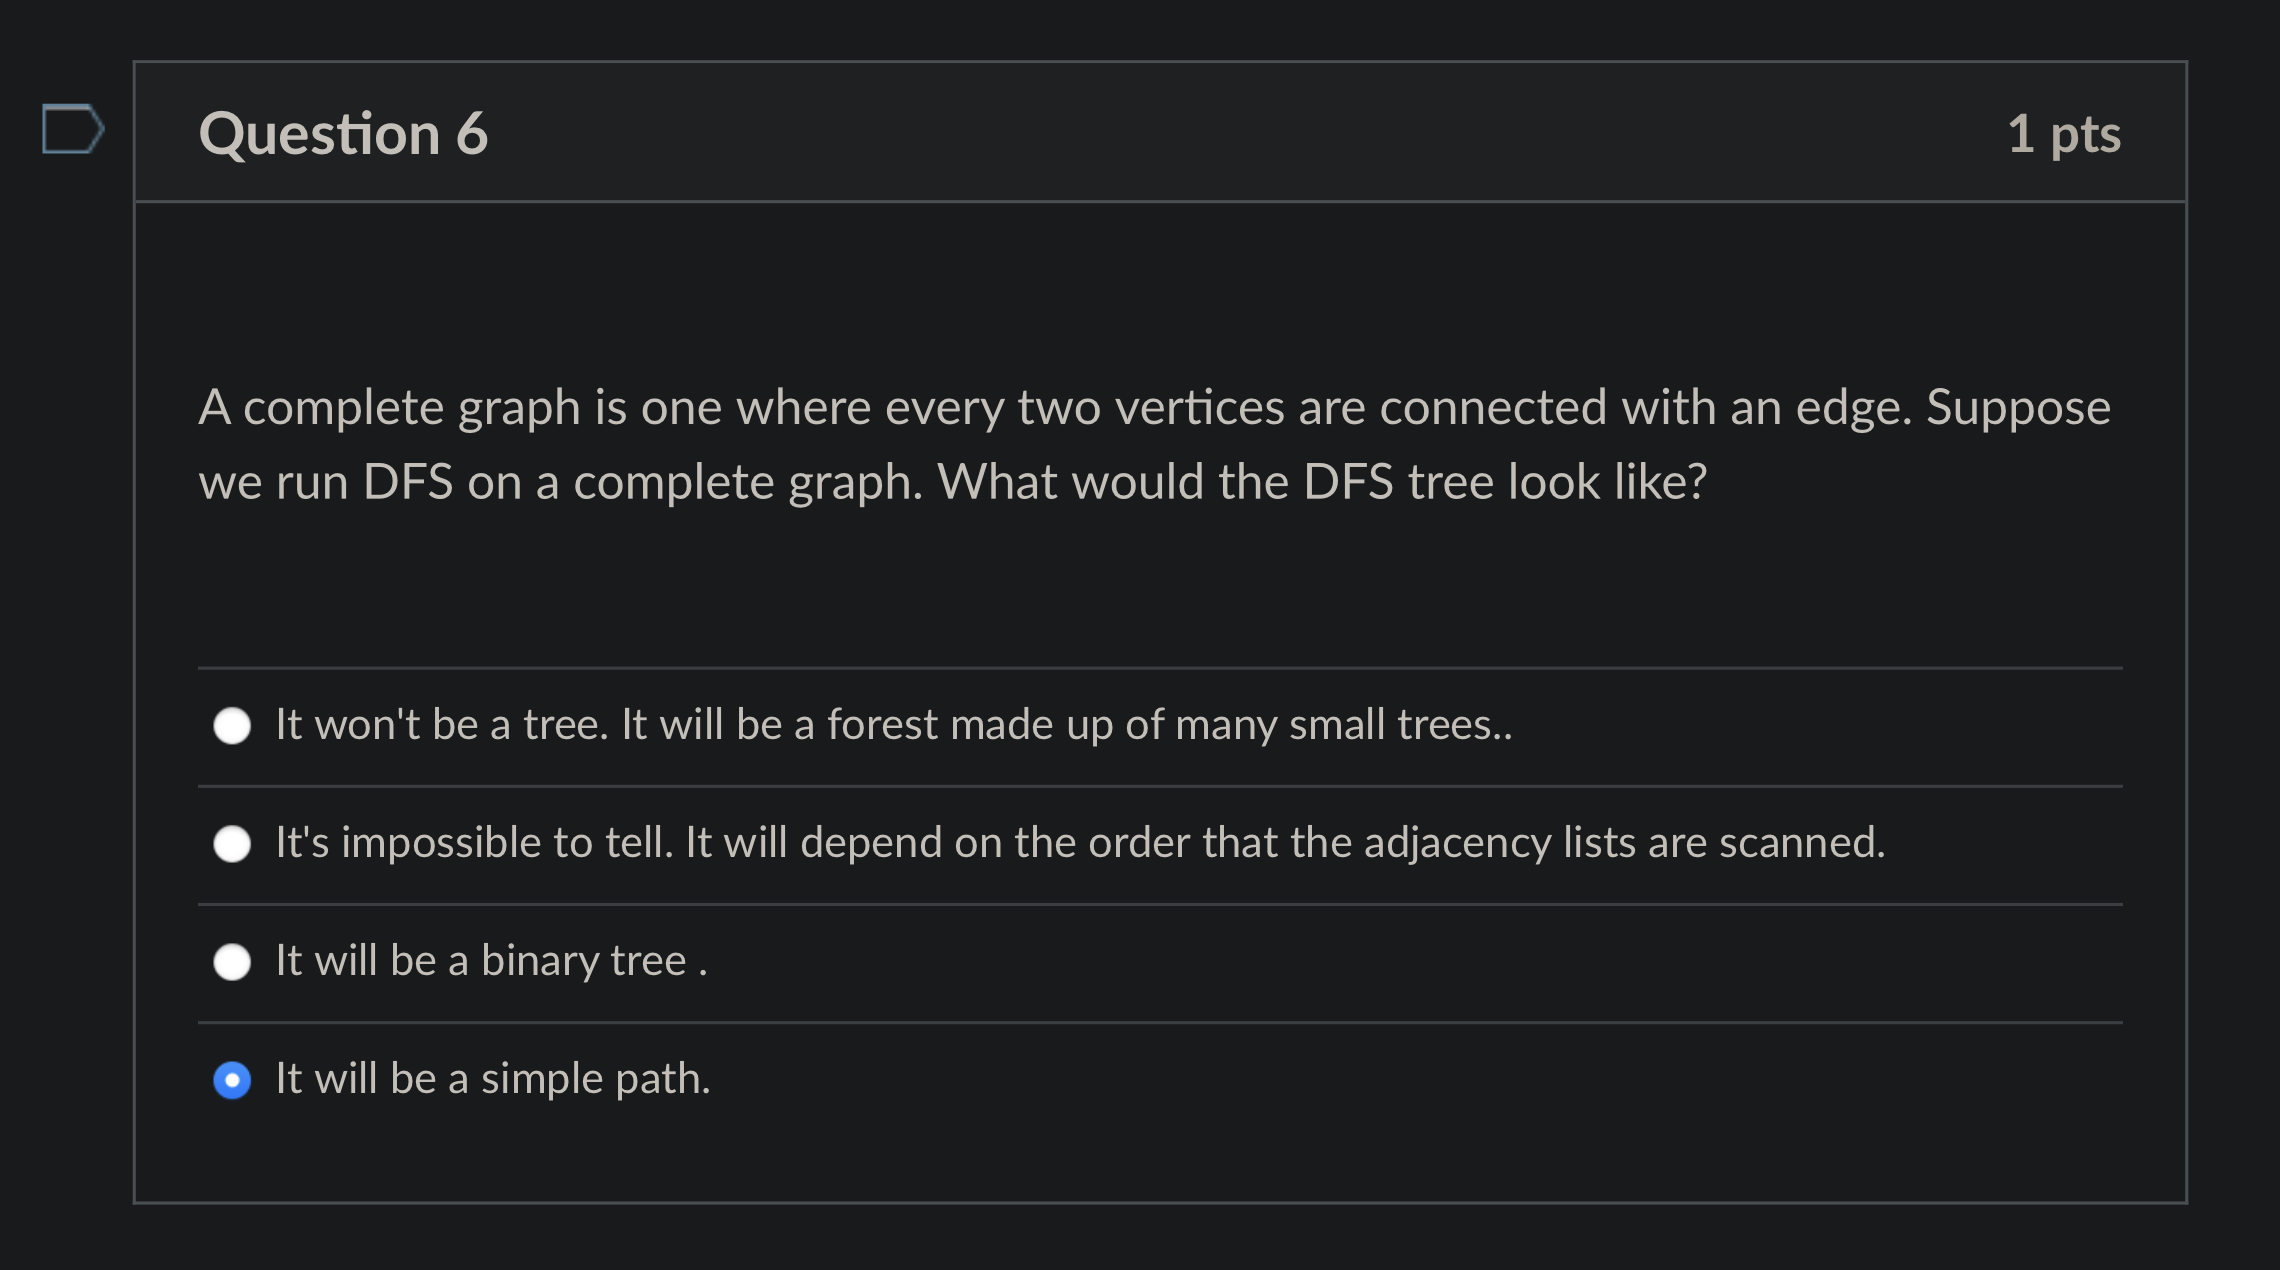 Question 6
1 pts
A complete graph is one where every two vertices are connected with an edge. Suppose
we run DFS on a complete graph. What would the DFS tree look like?
It won't be a tree. It will be a forest made up of many small trees..
It's impossible to tell. It will depend on the order that the adjacency lists are scanned.
It will be a binary tree .
It will be a simple path.